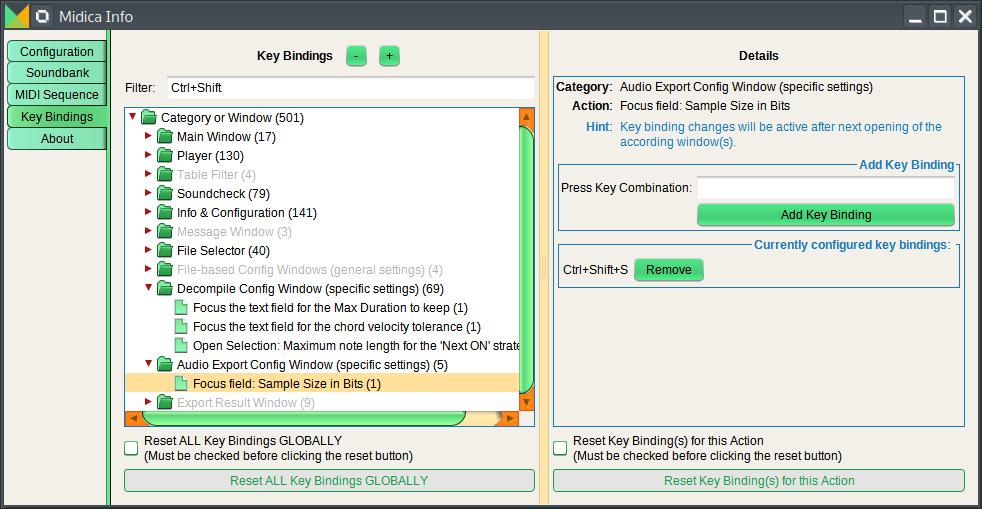 Midica Info
Configuration
Soundbank
MIDI Sequence
Key Bindings
About
Key Bindings
-
+
Filter:
Ctrl+Shift
Category or Window (501)
Main Window (17)
Player (130)
Table Filter (4)
Soundcheck (79)
Info & Configuration (141)
Message Window (3)
File Selector (40)
File-based Config Windows (general settings) (4)
Decompile Config Window (specific settings) (69)
Focus the text field for the Max Duration to keep (1)
Focus the text field for the chord velocity tolerance (1)
Open Selection: Maximum note length for the 'Next ON' strate
Audio Export Config Window (specific settings) (5)
Focus field: Sample Size in Bits (1)
Export Result Window (9)
Reset ALL Key Bindings GLOBALLY
(Must be checked before clicking the reset button)
Reset ALL Key Bindings GLOBALLY
Details
Category: Audio Export Config Window (specific settings)
Action: Focus field: Sample Size in Bits
Hint: Key binding changes will be active after next opening of the
according window(s).
Add Key Binding
Press Key Combination:
Add Key Binding
Currently configured key bindings:
Ctrl+Shift+S Remove
Reset Key Binding(s) for this Action
(Must be checked before clicking the reset button)
Reset Key Binding(s) for this Action